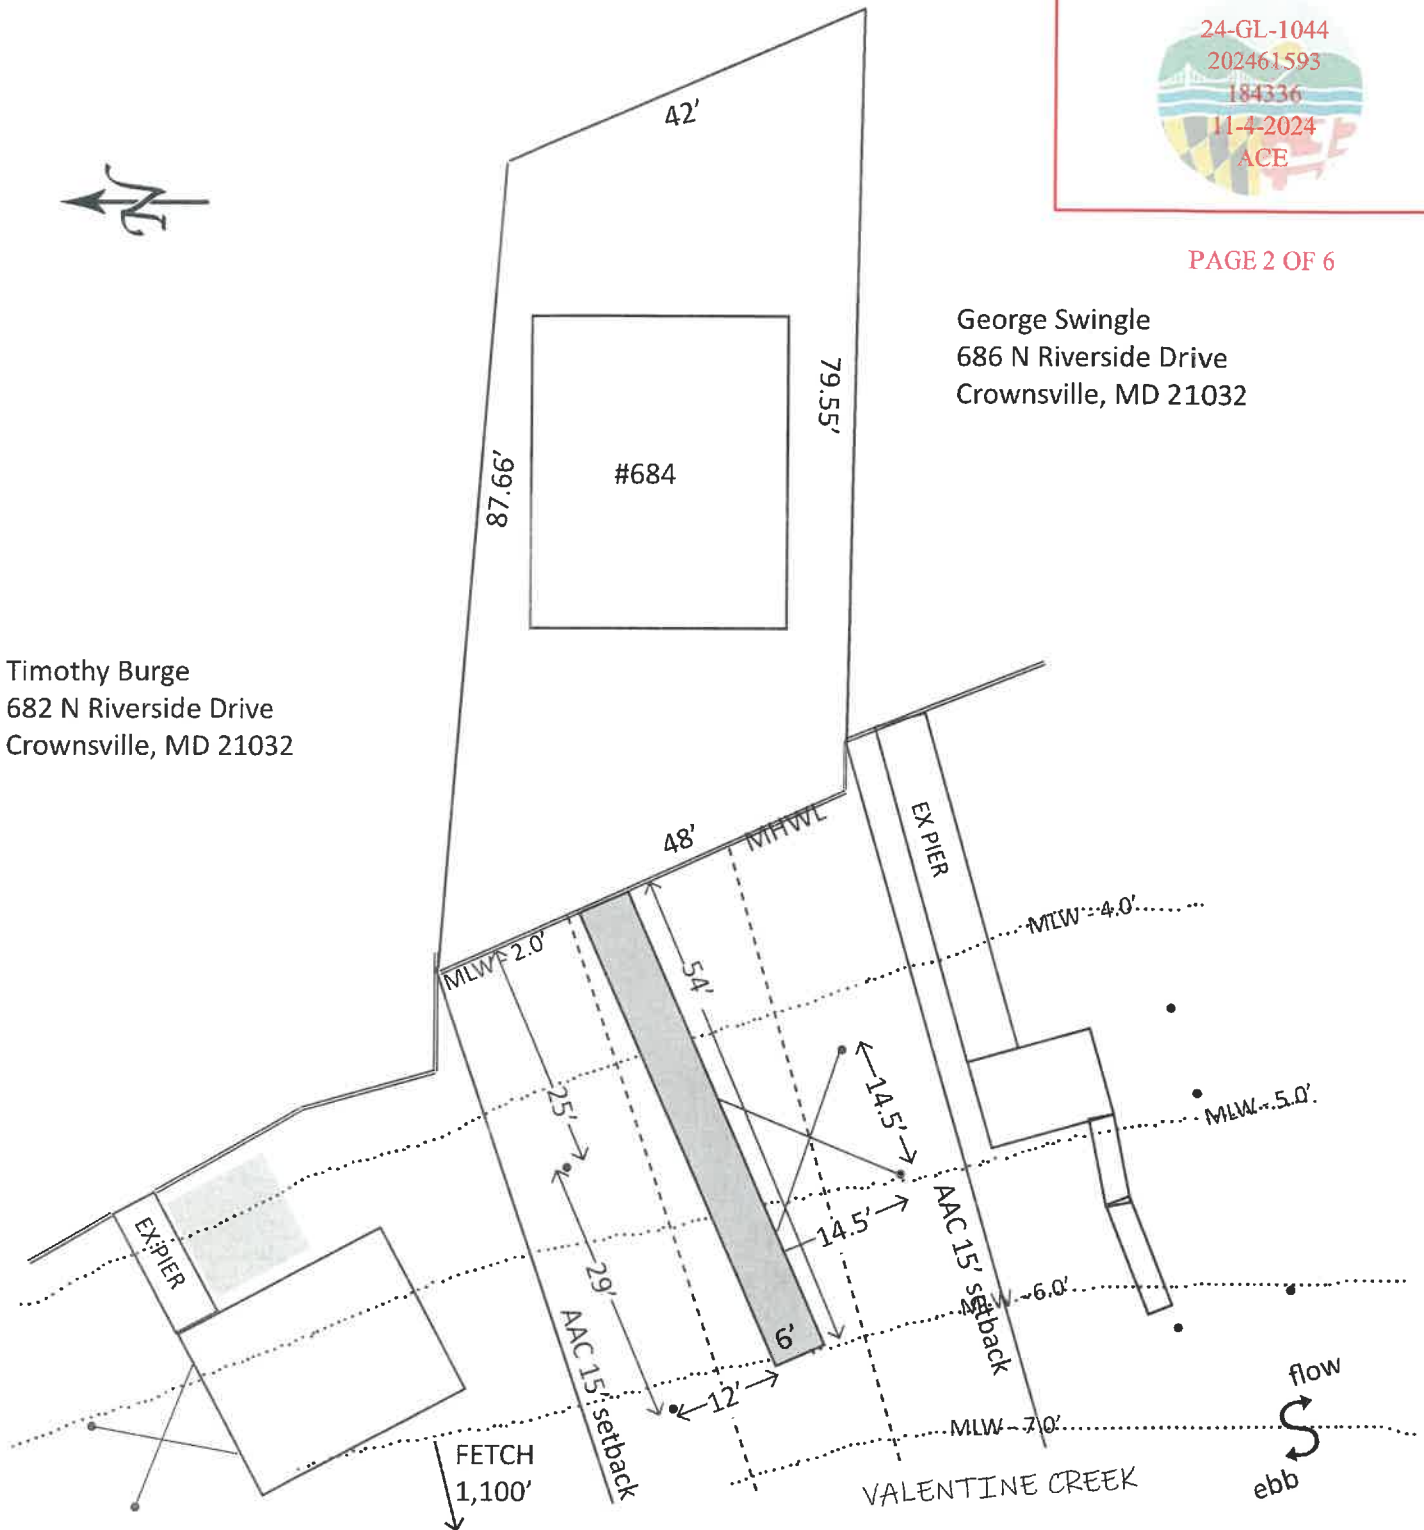 24-GL-1044
202461593
184336
11-4-2024
ACE
PAGE 2 OF 6
42'
N
George Swingle
686 N Riverside Drive
Crownsville, MD 21032
79.55'
87.66'
#684
Timothy Burge
682 N Riverside Drive
Crownsville, MD 21032
48'
MHWL
EX PIER
MLW - 2.0'
MLW - 4.0'
54'
25'
14.5'
MLW - 5.0'
14.5'
EX PIER
29'
AAC 15' setback
AAC 15' setback
MLW - 6.0'
6'
12'
flow
MLW - 7.0'
FETCH
1,100'
VALENTINE CREEK
ebb